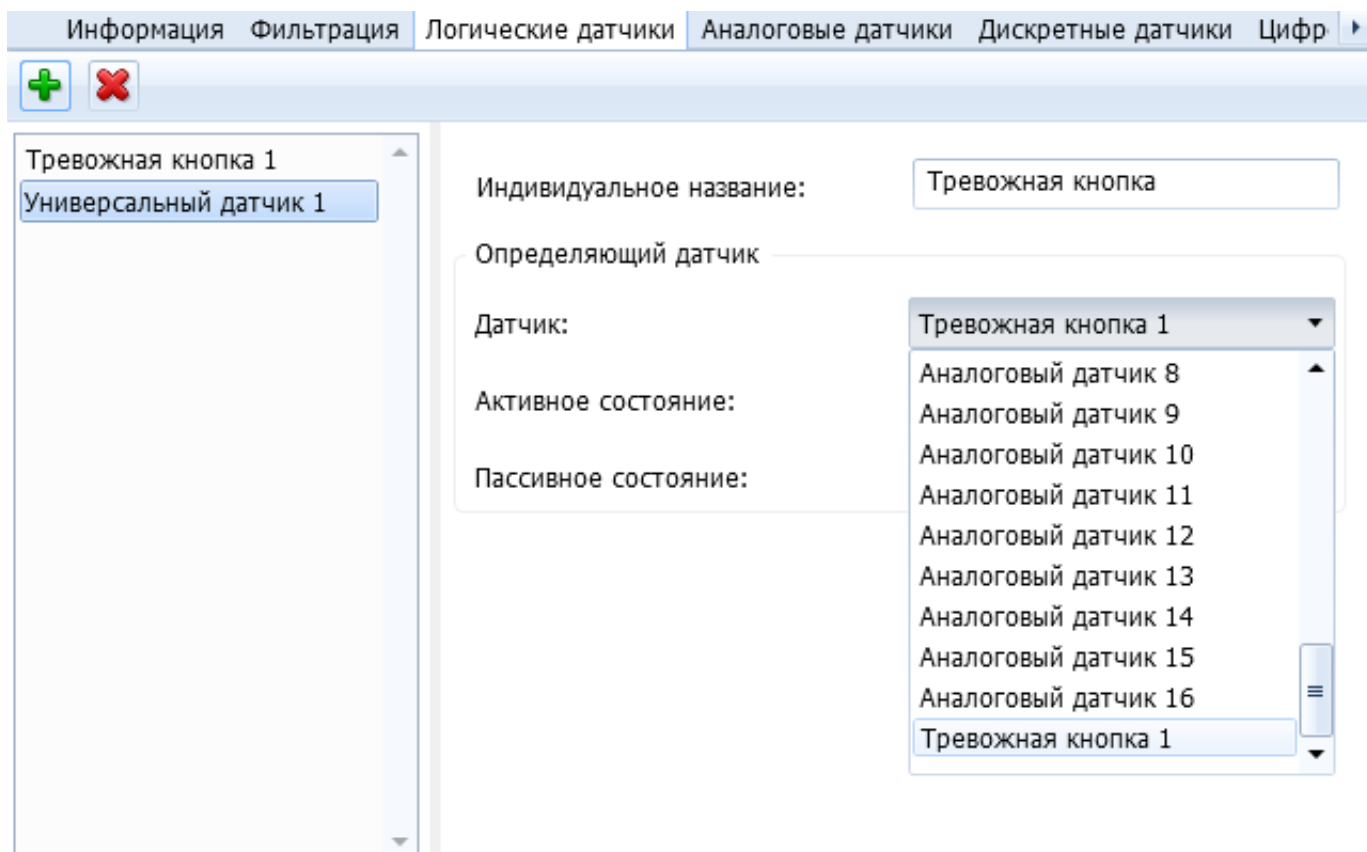 Информация Фильтрация Логические датчики Аналоговые датчики Дискретные датчики Цифр
Тревожная кнопка 1
Универсальный датчик 1
Индивидуальное название: Тревожная кнопка
Определяющий датчик
Датчик: Тревожная кнопка 1
Активное состояние:
Пассивное состояние:
Аналоговый датчик 8
Аналоговый датчик 9
Аналоговый датчик 10
Аналоговый датчик 11
Аналоговый датчик 12
Аналоговый датчик 13
Аналоговый датчик 14
Аналоговый датчик 15
Аналоговый датчик 16
Тревожная кнопка 1